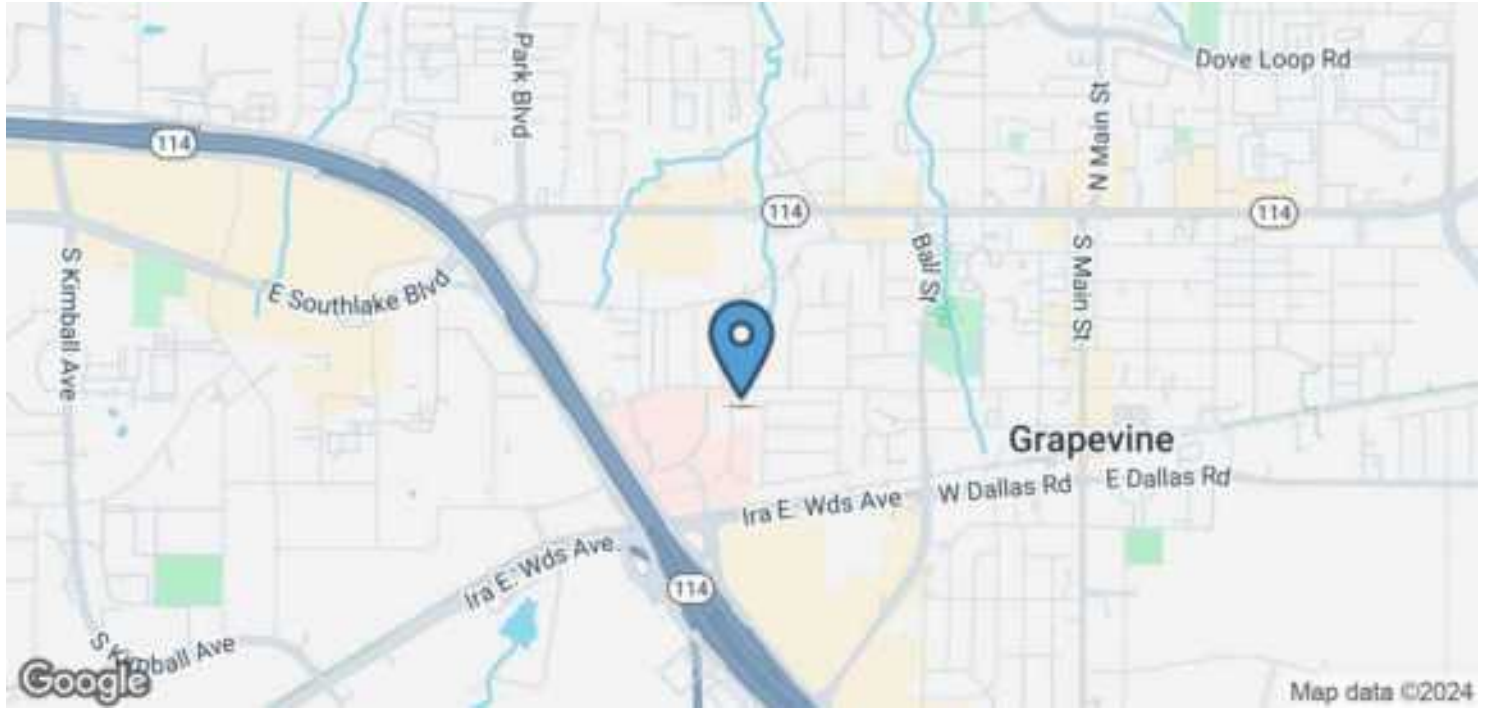 Dove Loop Rd
Park Blvd
N Main St
114
114
114
Ball St
S Main St
S Kimball Ave
E Southlake Blvd
Grapevine
E Dallas Rd
W Dallas Rd
Ira E. Wds Ave
Ira E. Wds Ave
114
Ave
Google
Map data ©2024